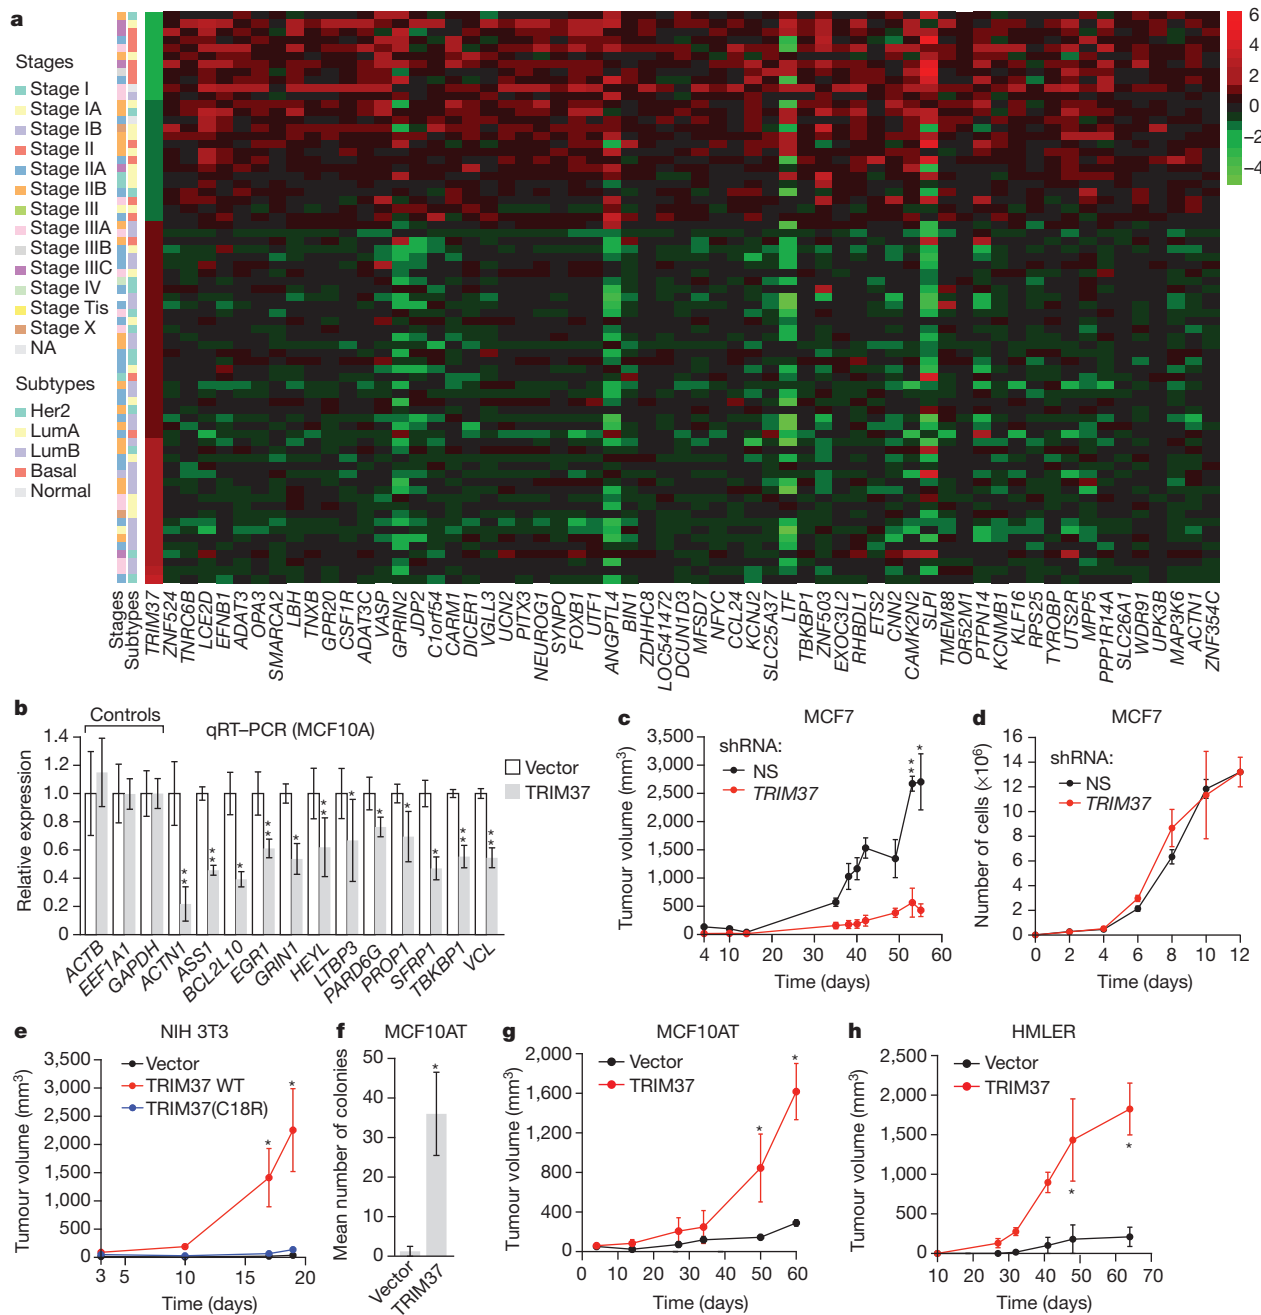 a
Stages
Stage I
Stage IA
Stage IB
Stage II
Stage IIA
Stage IIB
Stage III
Stage IIIA
Stage IIIB
Stage IIIC
Stage IV
Stage Tis
Stage X
NA
Subtypes
Her2
LumA
LumB
Basal
Normal
6
4
2
0
−2
−4
Stages
Subtypes
TRIM37
ZNF524
TNRC6B
LCE2D
EFNB1
ADAT3
OPA3
SMARCA2
LBH
TNXB
GPR20
CSF1R
ADAT3C
VASP
GPRIN2
JDP2
C1orf54
CARM1
DICER1
VGLL3
UCN2
PITX3
NEUROG1
SYNPO
FOXB1
UTF1
ANGPTL4
BIN1
ZDHHC8
LOC541472
DCUN1D3
MFSD7
NFYC
CCL24
KCNJ2
SLC25A37
LTF
TBKBP1
ZNF503
EXOC3L2
RHBDL1
ETS2
CNN2
CAMK2N2
SLPI
TMEM88
OR52M1
PTPN14
KCNMB1
KLF16
RPS25
TYROBP
UTS2R
MPP5
PPP1R14A
SLC26A1
WDR91
UPK3B
MAP3K6
ACTN1
ZNF354C
b
Controls
qRT–PCR (MCF10A)
Vector
TRIM37
Relative expression
1.4
1.2
1.0
0.8
0.6
0.4
0.2
0
** ** * ** * ** * * * * ** **
ACTB
EEF1A1
GAPDH
ACTN1
ASS1
BCL2L10
EGR1
GRIN1
HEYL
LTBP3
PARD6G
PROP1
SFRP1
TBKBP1
VCL
c
MCF7
shRNA:
NS
TRIM37
** *
Tumour volume (mm³)
3,500
3,000
2,500
2,000
1,500
1,000
500
0
4 10 20 30 40 50 60
Time (days)
d
MCF7
shRNA:
NS
TRIM37
Number of cells (×10⁶)
16
14
12
10
8
6
4
2
0
0 2 4 6 8 10 12
Time (days)
e
NIH 3T3
Vector
TRIM37 WT
TRIM37(C18R)
* *
Tumour volume (mm³)
3,500
3,000
2,500
2,000
1,500
1,000
500
0
3 5 10 15 20
Time (days)
f
MCF10AT
*
Mean number of colonies
50
40
30
20
10
0
Vector
TRIM37
g
MCF10AT
Vector
TRIM37
* *
Tumour volume (mm³)
2,000
1,600
1,200
800
400
0
0 10 20 30 40 50 60
Time (days)
h
HMLER
Vector
TRIM37
* *
Tumour volume (mm³)
2,500
2,000
1,500
1,000
500
0
10 20 30 40 50 60 70
Time (days)